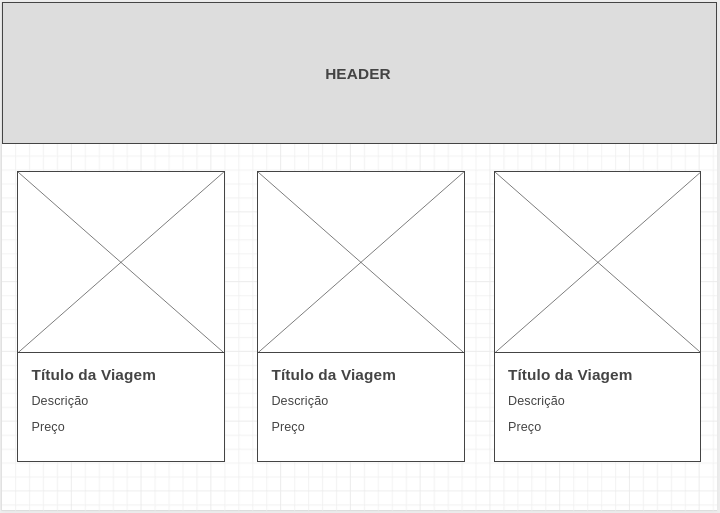 HEADER
Título da Viagem
Descrição
Preço
Título da Viagem
Descrição
Preço
Título da Viagem
Descrição
Preço